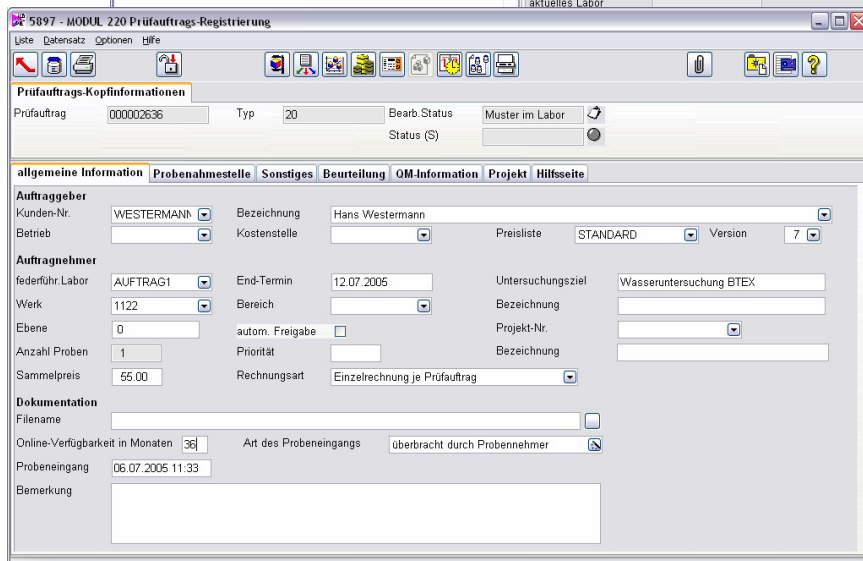 aktuelles Labor
5897 - MODUL 220 Prüfauftrags-Registrierung
Liste Datensatz Optionen Hilfe
Prüfauftrags-Kopfinformationen
Prüfauftrag 000002636 Typ 20 Bearb.Status Muster im Labor
Status (S)
allgemeine Information Probenahmestelle Sonstiges Beurteilung QM-Information Projekt Hilfsseite
Auftraggeber
Kunden-Nr. WESTERMANN Bezeichnung Hans Westermann
Betrieb Kostenstelle Preisliste STANDARD Version 7
Auftragnehmer
federführ.Labor AUFTRAG1 End-Termin 12.07.2005 Untersuchungsziel Wasseruntersuchung BTEX
Werk 1122 Bereich Bezeichnung
Ebene 0 autom. Freigabe Projekt-Nr.
Anzahl Proben 1 Priorität Bezeichnung
Sammelpreis 55.00 Rechnungsart Einzelrechnung je Prüfauftrag
Dokumentation
Filename
Online-Verfügbarkeit in Monaten 36 Art des Probeneingangs überbracht durch Probennehmer
Probeneingang 06.07.2005 11:33
Bemerkung